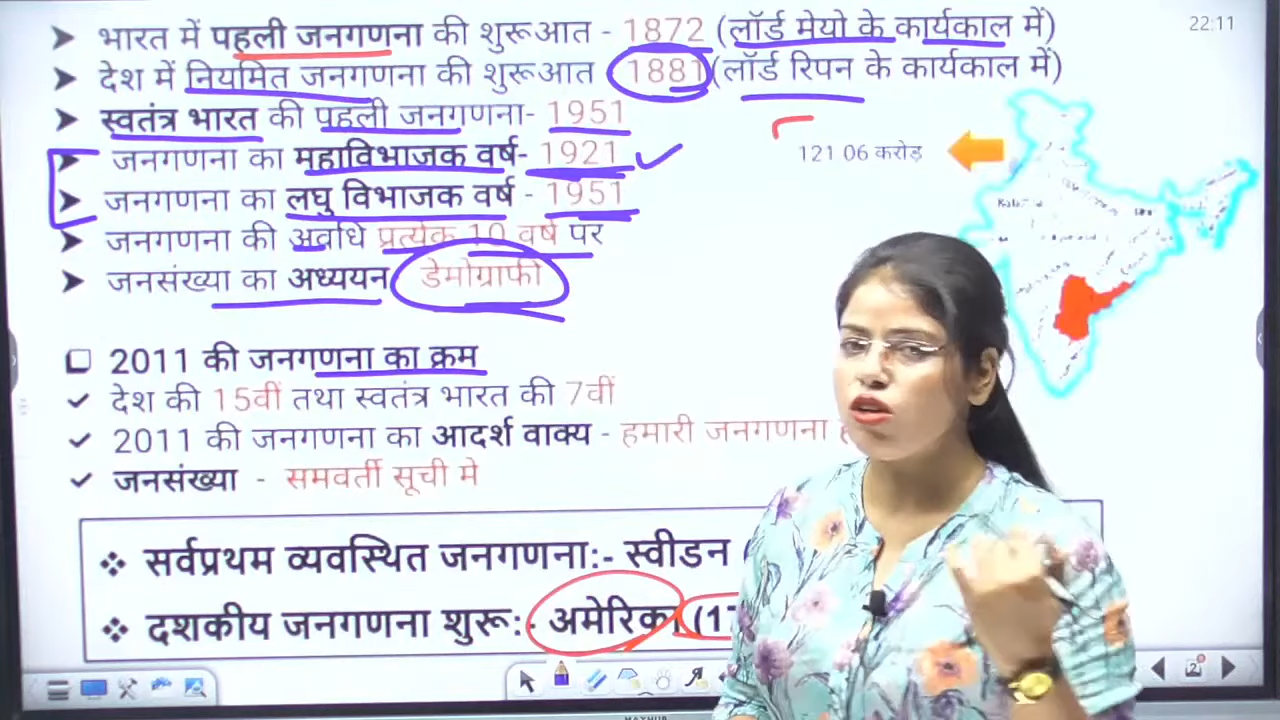 22:11
➤ भारत में पहली जनगणना की शुरूआत - 1872 (लॉर्ड मेयो के कार्यकाल में)
➤ देश में नियमित जनगणना की शुरूआत 1881 (लॉर्ड रिपन के कार्यकाल में)
➤ स्वतंत्र भारत की पहली जनगणना- 1951
➤ जनगणना का महाविभाजक वर्ष- 1921
➤ जनगणना का लघु विभाजक वर्ष - 1951
➤ जनगणना की अवधि प्रत्येक 10 वर्ष पर
➤ जनसंख्या का अध्ययन डेमोग्राफी
121 06 करोड़
❑ 2011 की जनगणना का क्रम
✓ देश की 15वीं तथा स्वतंत्र भारत की 7वीं
✓ 2011 की जनगणना का आदर्श वाक्य - हमारी जनगणना
✓ जनसंख्या - समवर्ती सूची मे
❖ सर्वप्रथम व्यवस्थित जनगणना:- स्वीडन (
❖ दशकीय जनगणना शुरू:- अमेरिका (17